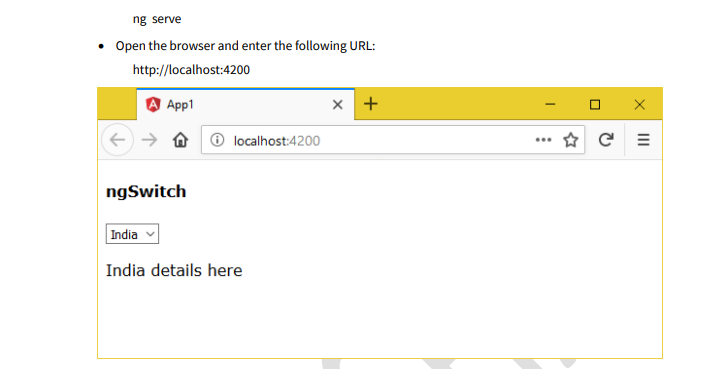 ng serve
• Open the browser and enter the following URL:
http://localhost:4200
App1
localhost:4200
ngSwitch
India
India details here